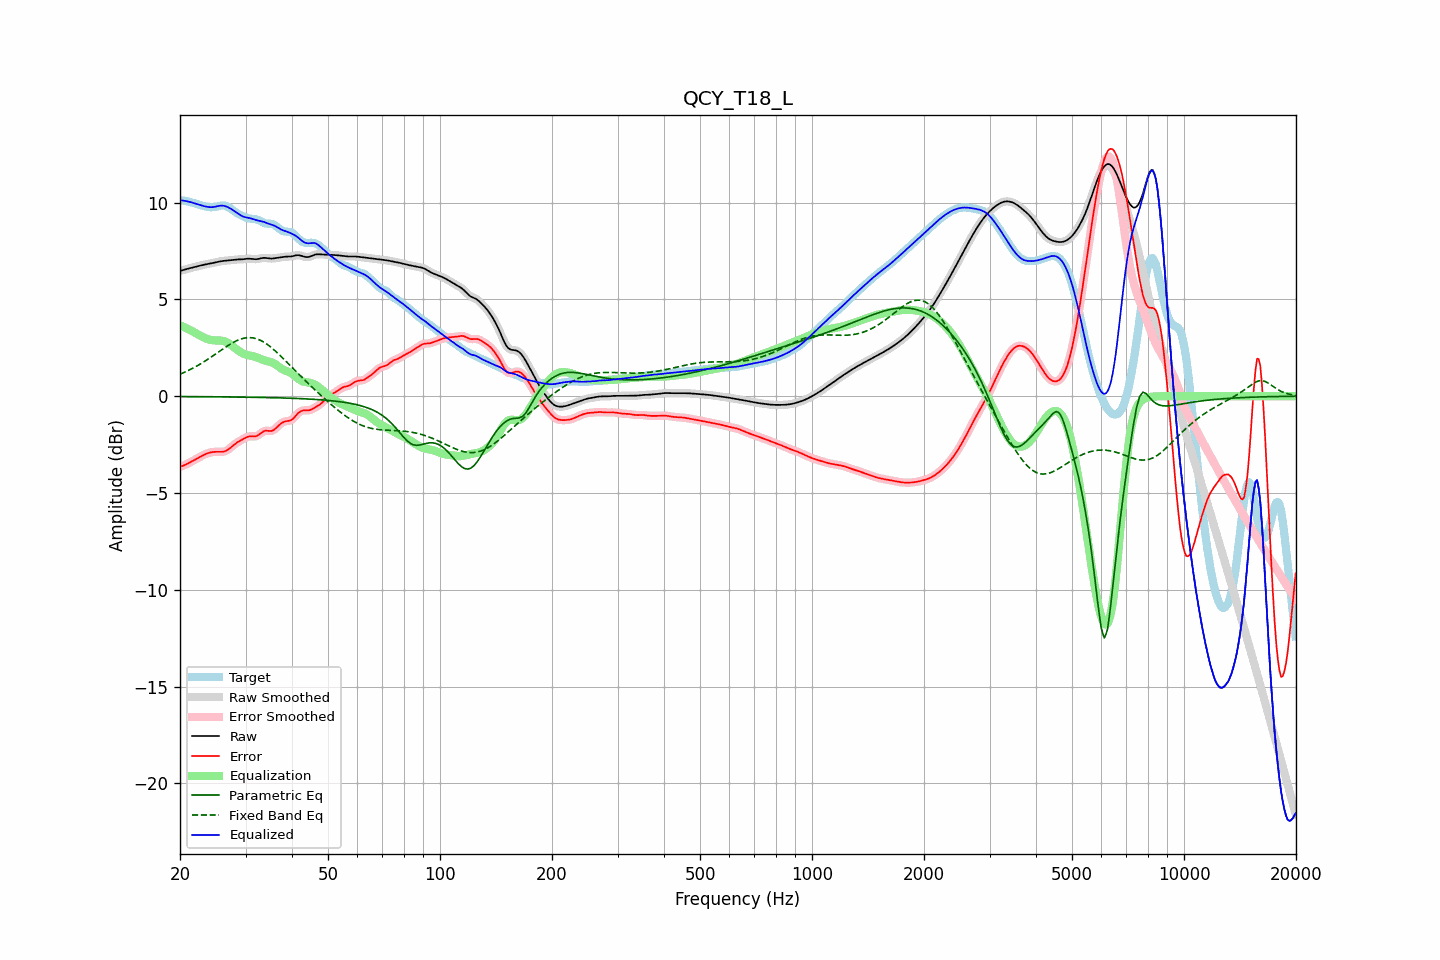 QCY_T18_L
Amplitude (dBr)
10
5
0
−5
−10
−15
−20
Target
Raw Smoothed
Error Smoothed
Raw
Error
Equalization
Parametric Eq
Fixed Band Eq
Equalized
20 50 100 200 500 1000 2000 5000 10000 20000
Frequency (Hz)